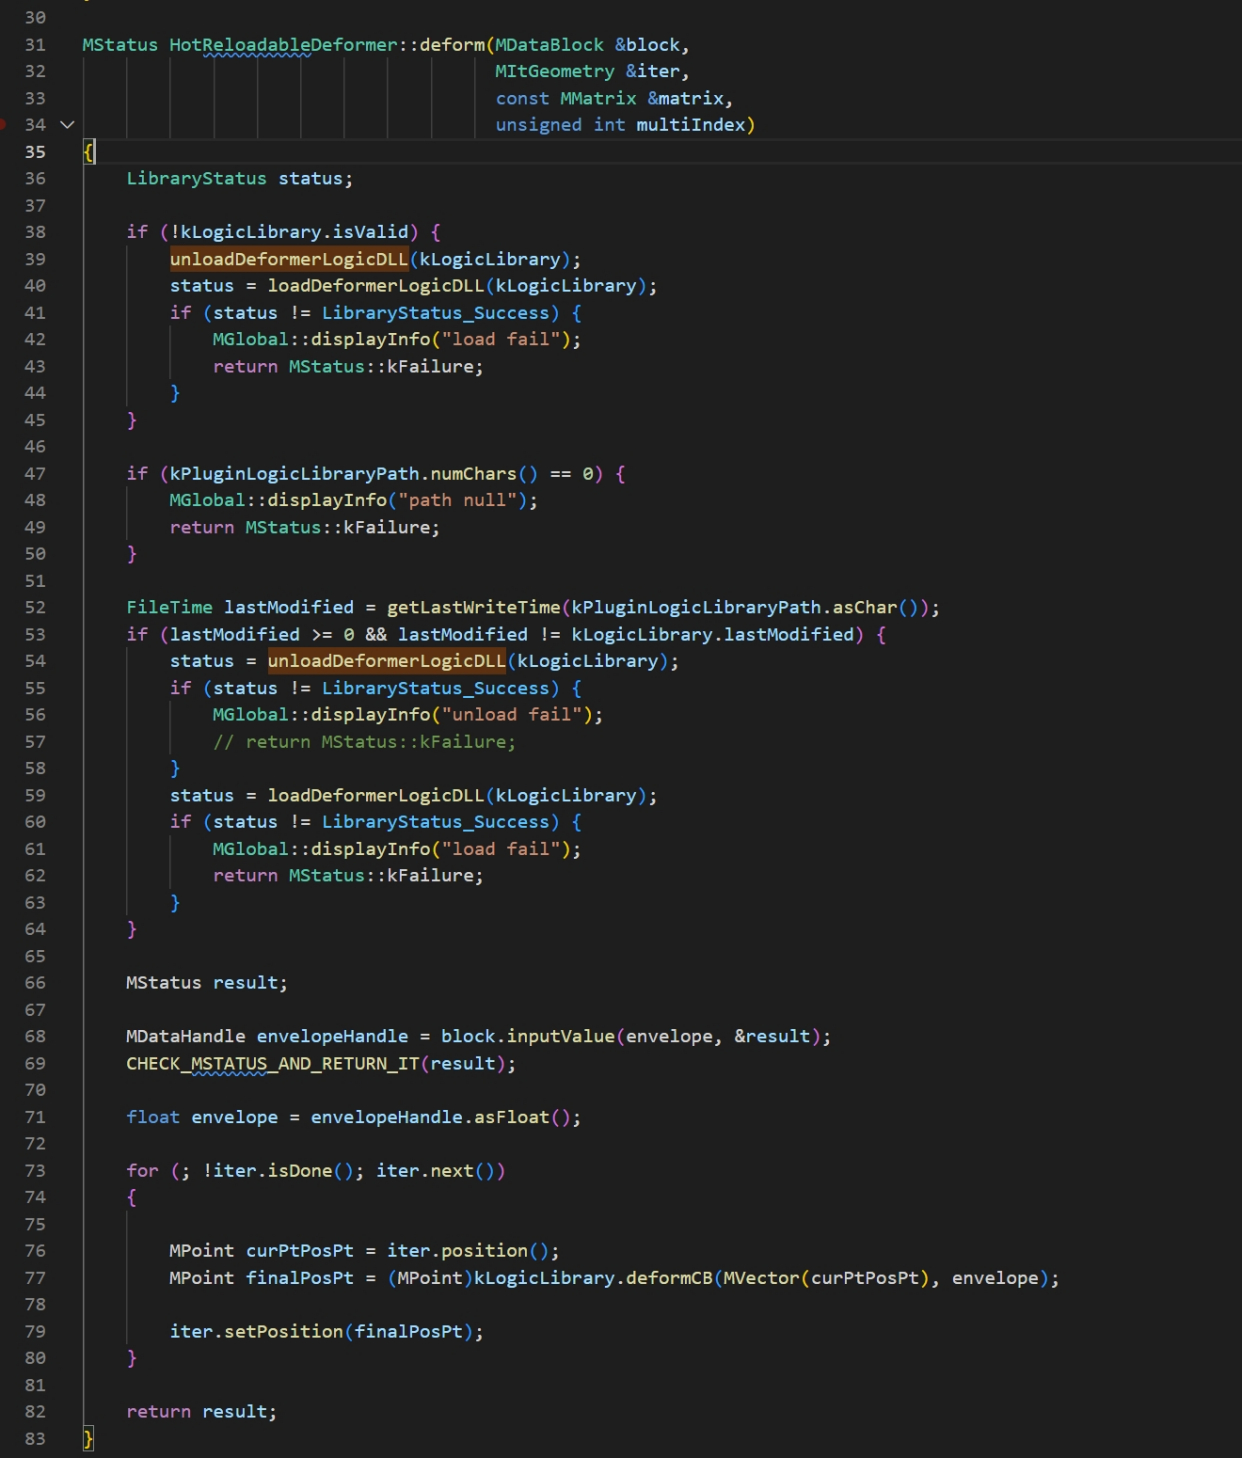 30
31 MStatus HotReloadableDeformer::deform(MDataBlock &block,
32 MItGeometry &iter,
33 const MMatrix &matrix,
34 unsigned int multiIndex)
35 {
36 LibraryStatus status;
37
38 if (!kLogicLibrary.isValid) {
39 unloadDeformerLogicDLL(kLogicLibrary);
40 status = loadDeformerLogicDLL(kLogicLibrary);
41 if (status != LibraryStatus_Success) {
42 MGlobal::displayInfo("load fail");
43 return MStatus::kFailure;
44 }
45 }
46
47 if (kPluginLogicLibraryPath.numChars() == 0) {
48 MGlobal::displayInfo("path null");
49 return MStatus::kFailure;
50 }
51
52 FileTime lastModified = getLastWriteTime(kPluginLogicLibraryPath.asChar());
53 if (lastModified >= 0 && lastModified != kLogicLibrary.lastModified) {
54 status = unloadDeformerLogicDLL(kLogicLibrary);
55 if (status != LibraryStatus_Success) {
56 MGlobal::displayInfo("unload fail");
57 // return MStatus::kFailure;
58 }
59 status = loadDeformerLogicDLL(kLogicLibrary);
60 if (status != LibraryStatus_Success) {
61 MGlobal::displayInfo("load fail");
62 return MStatus::kFailure;
63 }
64 }
65
66 MStatus result;
67
68 MDataHandle envelopeHandle = block.inputValue(envelope, &result);
69 CHECK_MSTATUS_AND_RETURN_IT(result);
70
71 float envelope = envelopeHandle.asFloat();
72
73 for (; !iter.isDone(); iter.next())
74 {
75
76 MPoint curPtPosPt = iter.position();
77 MPoint finalPosPt = (MPoint)kLogicLibrary.deformCB(MVector(curPtPosPt), envelope);
78
79 iter.setPosition(finalPosPt);
80 }
81
82 return result;
83 }